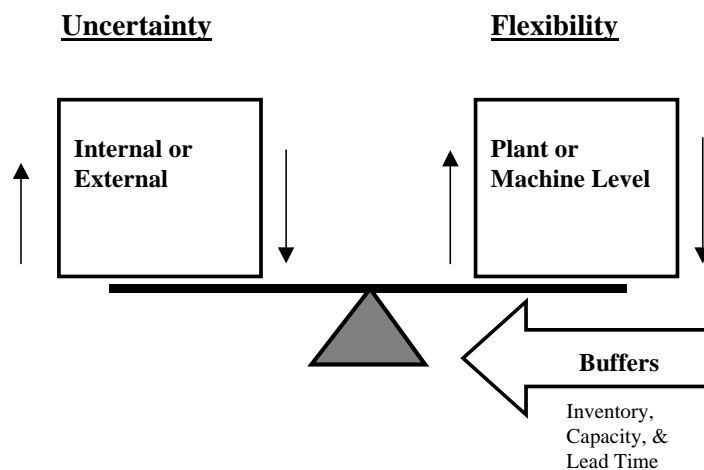 Uncertainty
Flexibility
Internal or
External
Plant or
Machine Level
Buffers
Inventory,
Capacity, &
Lead Time